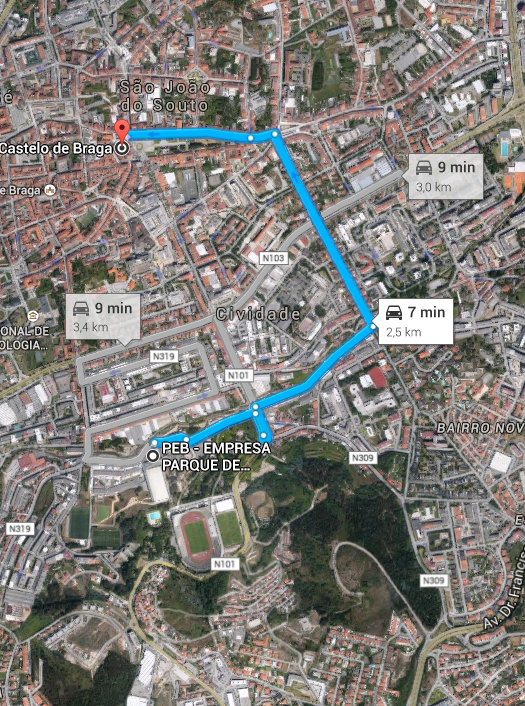 São João
do Souto
Castelo de Braga
e Braga
9 min
3,0 km
N103
9 min
3,4 km
7 min
2,5 km
Cividade
ONAL DE
OLOGIA...
N319
N101
BAIRRO NOV
PEB - EMPRESA
PARQUE DE...
N309
N319
N101
N309
Av. Dr. Francis